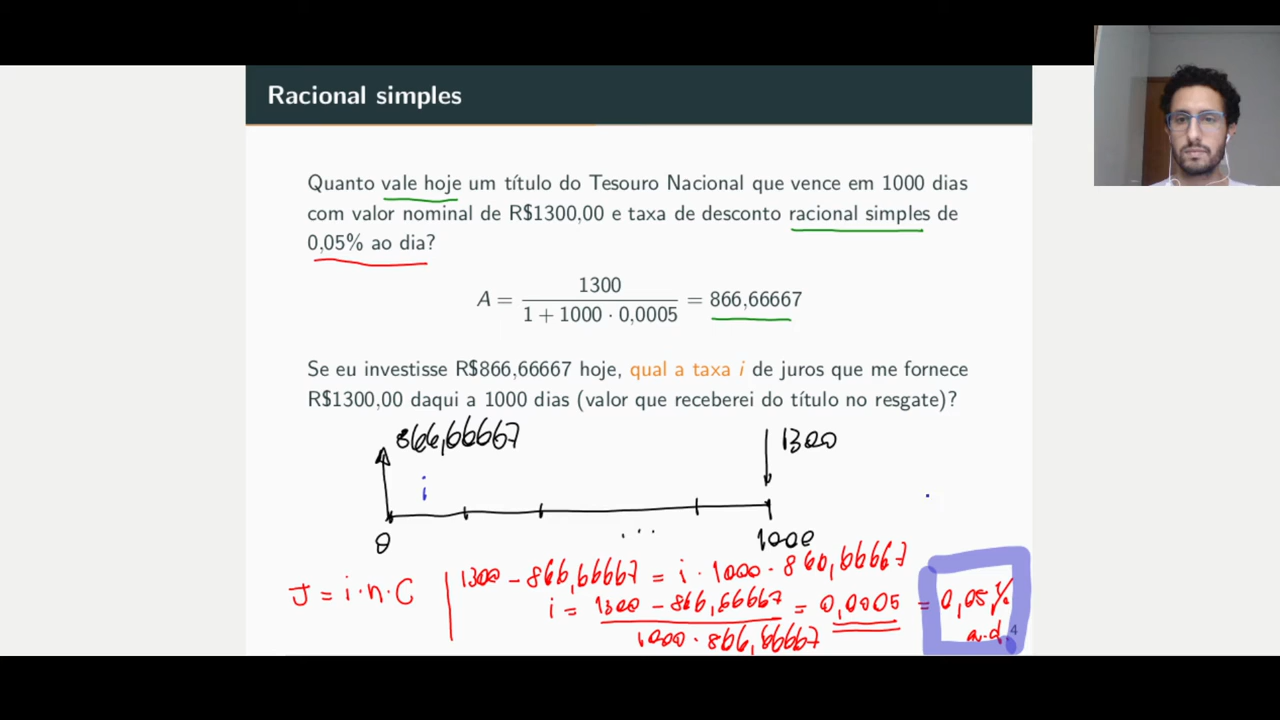 Racional simples
Quanto vale hoje um título do Tesouro Nacional que vence em 1000 dias
com valor nominal de R$1300,00 e taxa de desconto racional simples de
0,05% ao dia?
A = 1300 / 1 + 1000 · 0,0005 = 866,66667
Se eu investisse R$866,66667 hoje, qual a taxa i de juros que me fornece
R$1300,00 daqui a 1000 dias (valor que receberei do título no resgate)?
866,66667
1300
i
0
...
1000
J = i·n·C
1300 - 866,66667 = i · 1000 · 860,66667
i = 1300 - 866,66667 / 1000 · 866,66667 = 0,0005 = 0,05%
a.d.
4